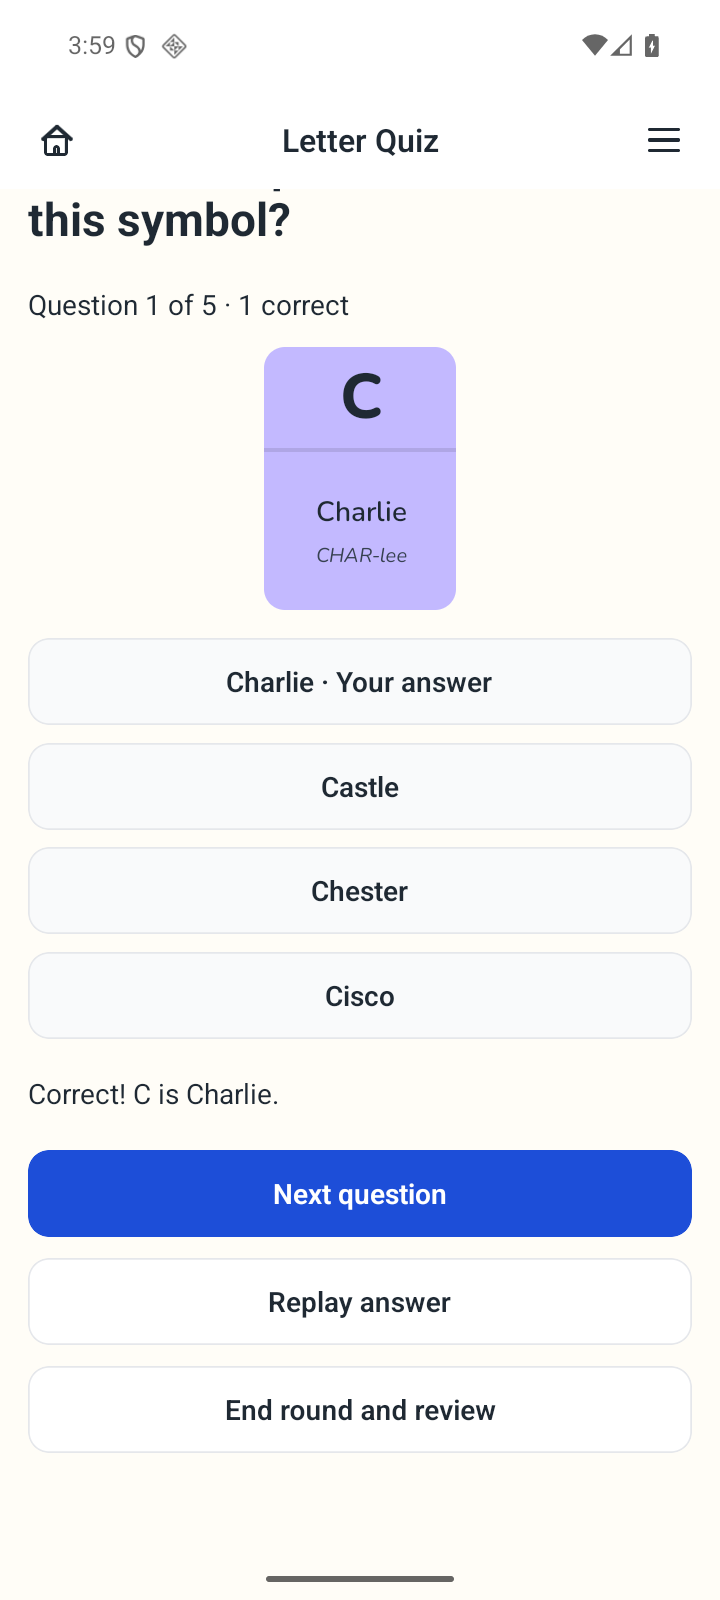 3:59
Letter Quiz
this symbol?
Question 1 of 5 · 1 correct
C
Charlie
CHAR-lee
Charlie · Your answer
Castle
Chester
Cisco
Correct! C is Charlie.
Next question
Replay answer
End round and review